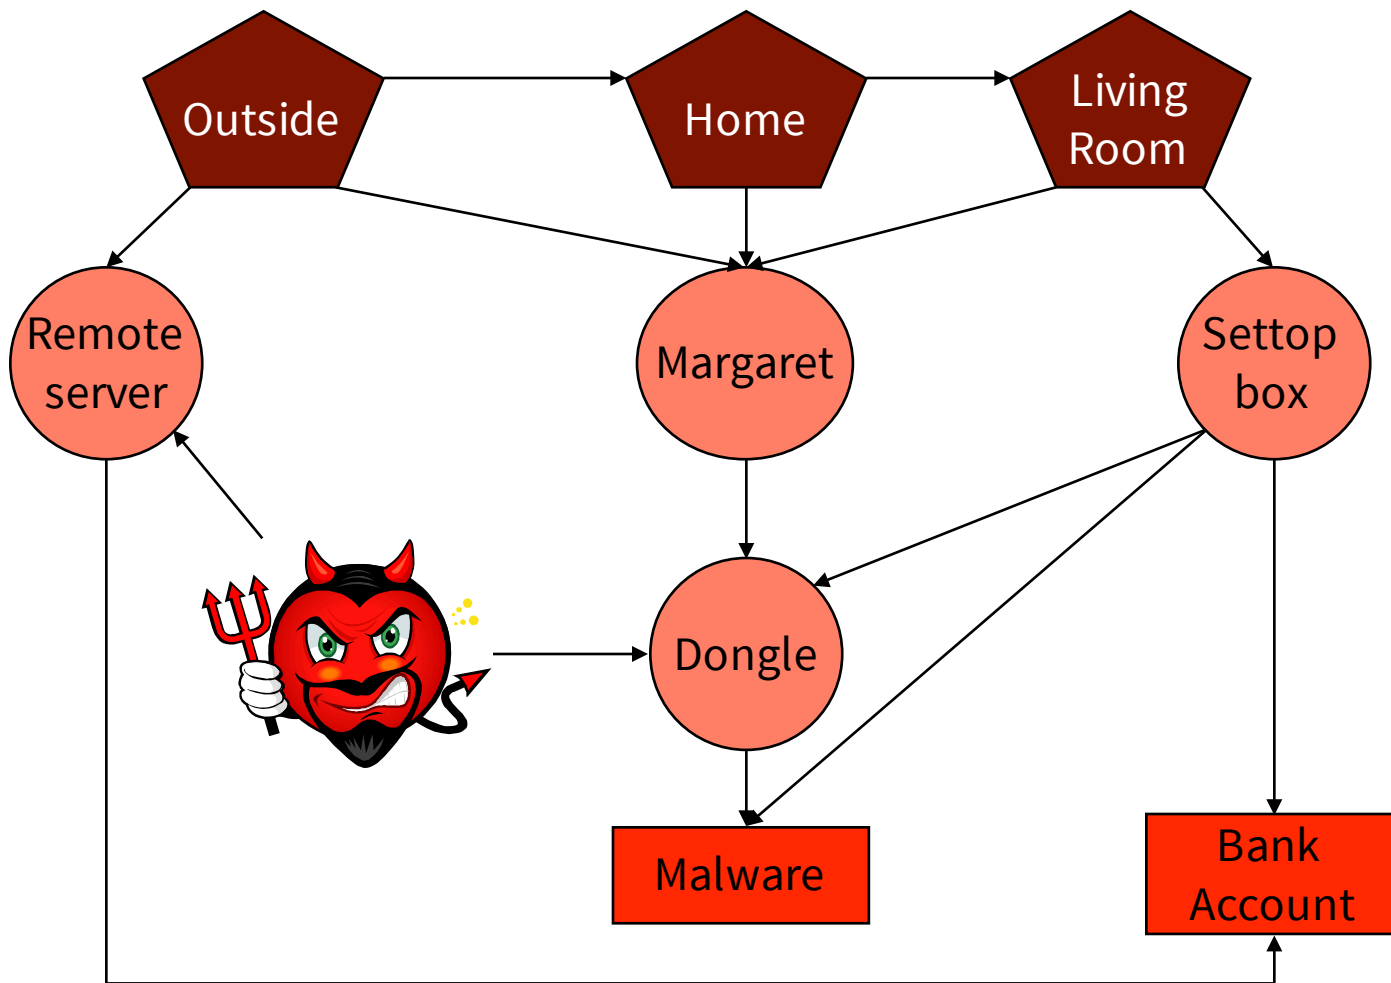 Outside
Home
Living
Room
Remote
server
Margaret
Settop
box
Dongle
Malware
Bank
Account